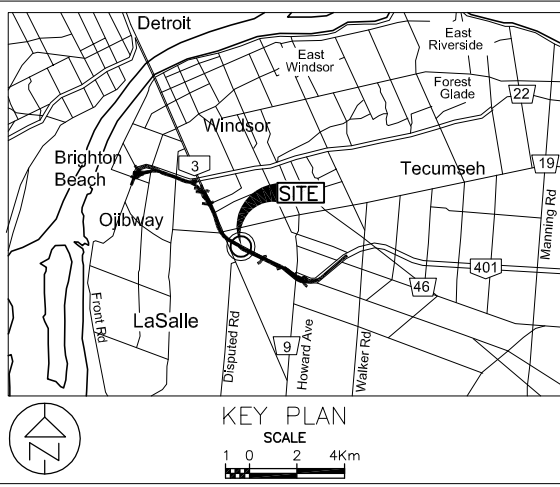 Detroit
East
Riverside
East
Windsor
Forest
Glade
22
Windsor
Brighton
Beach
3
Tecumseh
19
SITE
Ojibway
Manning Rd
401
46
Front Rd
LaSalle
Disputed Rd
9
Howard Ave
Walker Rd
KEY PLAN
SCALE
1 0 2 4Km
N